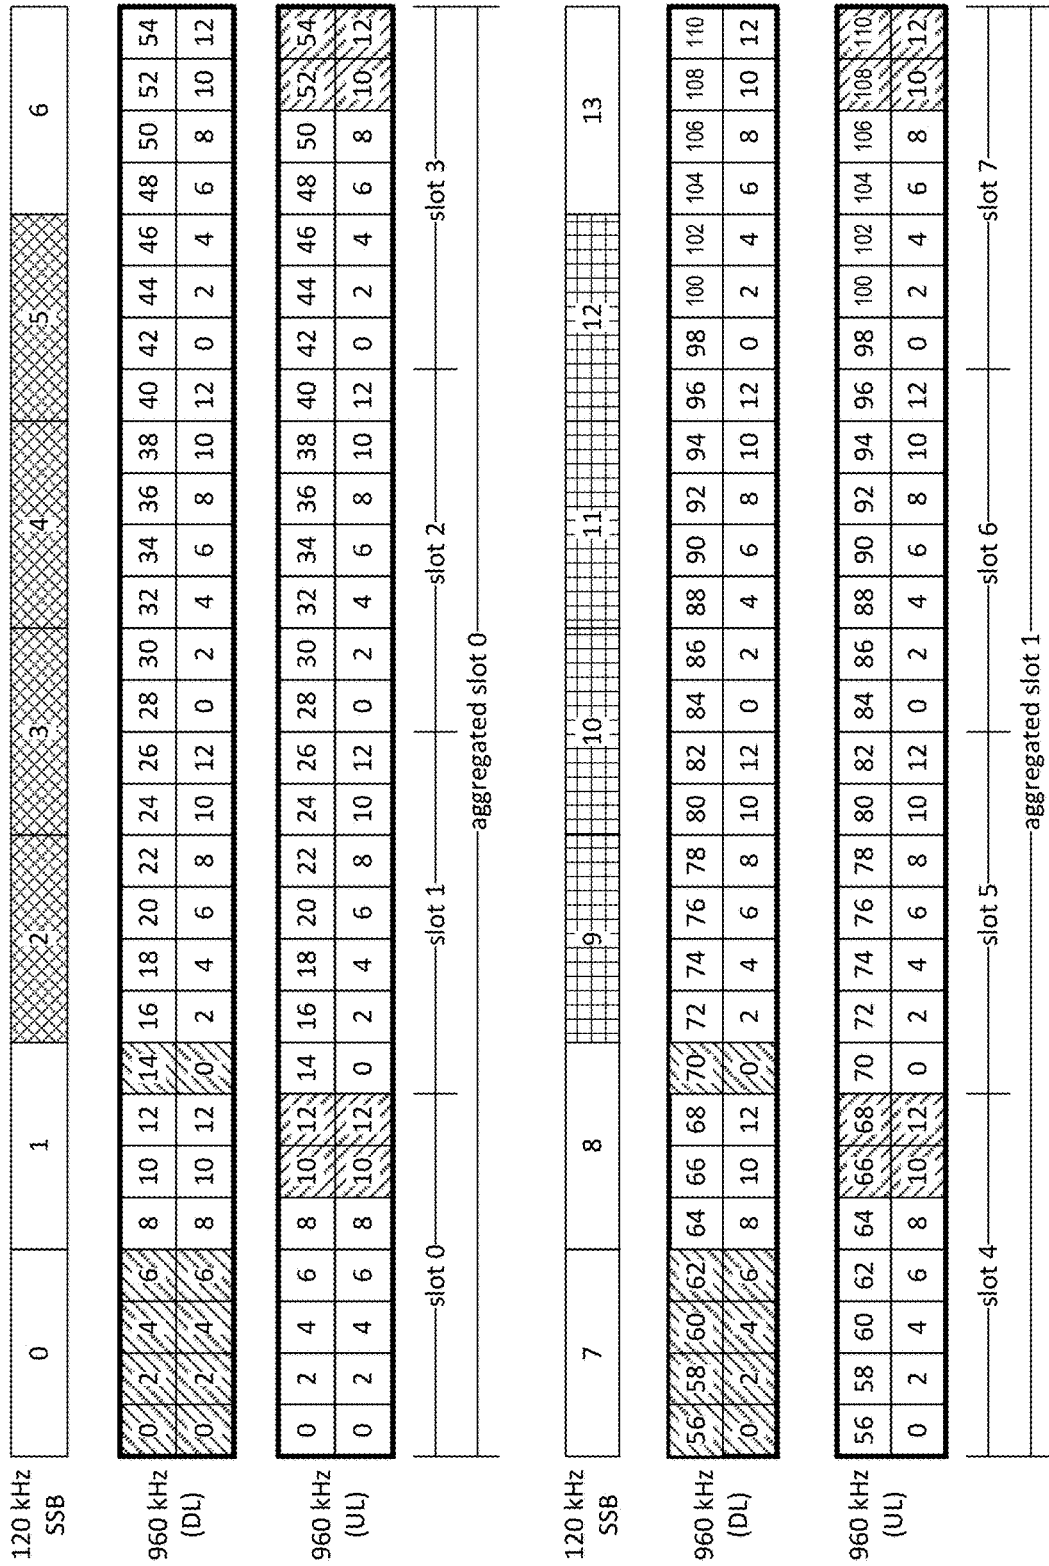 120 kHz
SSB
0 1 2 3 4 5 6
960 kHz
(DL)
0 2 4 6 8 10 12 14 16 18 20 22 24 26 28 30 32 34 36 38 40 42 44 46 48 50 52 54
0 2 4 6 8 10 12 0 2 4 6 8 10 12 0 2 4 6 8 10 12 0 2 4 6 8 10 12
960 kHz
(UL)
0 2 4 6 8 10 12 14 16 18 20 22 24 26 28 30 32 34 36 38 40 42 44 46 48 50 52 54
0 2 4 6 8 10 12 0 2 4 6 8 10 12 0 2 4 6 8 10 12 0 2 4 6 8 10 12
slot 0 slot 1 slot 2 slot 3
aggregated slot 0
120 kHz
SSB
7 8 9 10 11 12 13
960 kHz
(DL)
56 58 60 62 64 66 68 70 72 74 76 78 80 82 84 86 88 90 92 94 96 98 100 102 104 106 108 110
0 2 4 6 8 10 12 0 2 4 6 8 10 12 0 2 4 6 8 10 12 0 2 4 6 8 10 12
960 kHz
(UL)
56 58 60 62 64 66 68 70 72 74 76 78 80 82 84 86 88 90 92 94 96 98 100 102 104 106 108 110
0 2 4 6 8 10 12 0 2 4 6 8 10 12 0 2 4 6 8 10 12 0 2 4 6 8 10 12
slot 4 slot 5 slot 6 slot 7
aggregated slot 1